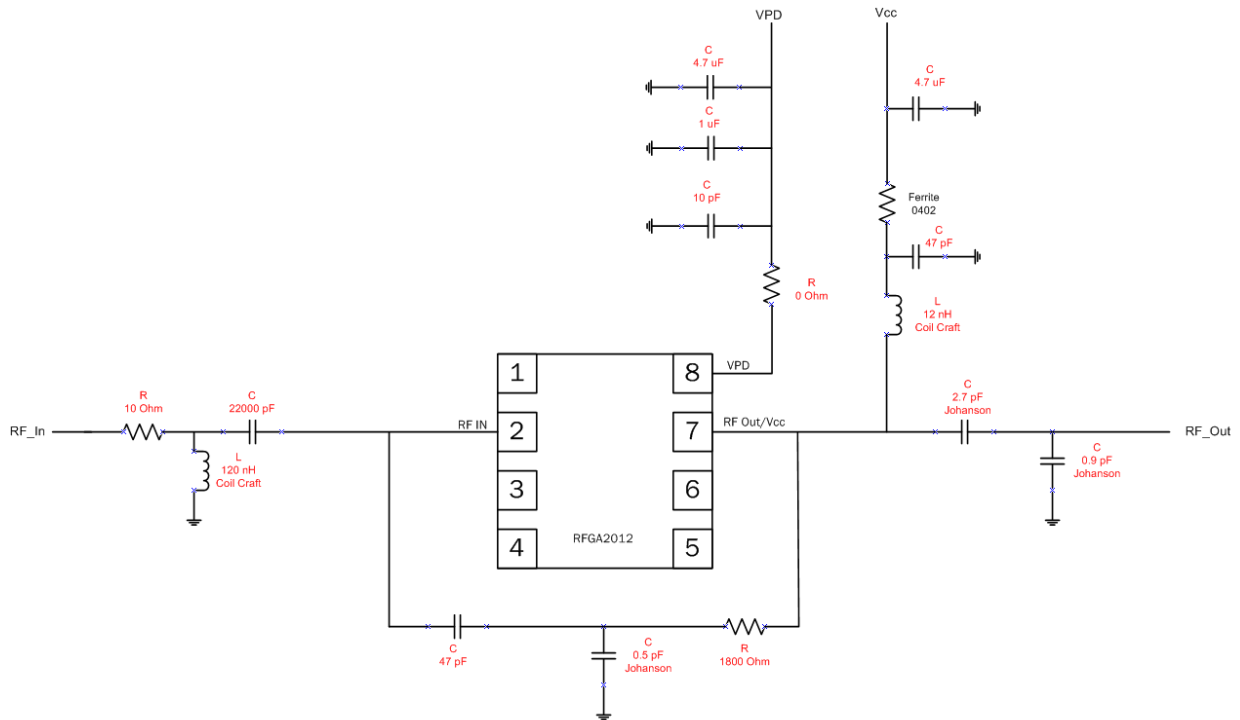 VPD
Vcc
C
4.7 uF
C
4.7 uF
C
1 uF
C
10 pF
Ferrite
0402
C
47 pF
R
0 Ohm
L
12 nH
Coil Craft
1
8
VPD
R
10 Ohm
C
22000 pF
C
2.7 pF
Johanson
RF_In
RF IN
2
7
RF Out/Vcc
RF_Out
L
120 nH
Coil Craft
C
0.9 pF
Johanson
3
6
4
RFGA2012
5
C
47 pF
C
0.5 pF
Johanson
R
1800 Ohm